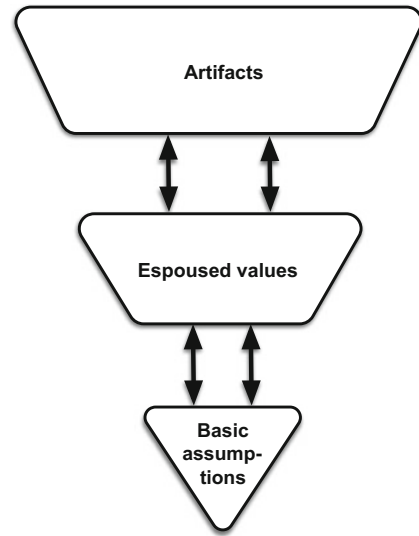 Artifacts
Espoused values
Basic
assump-
tions